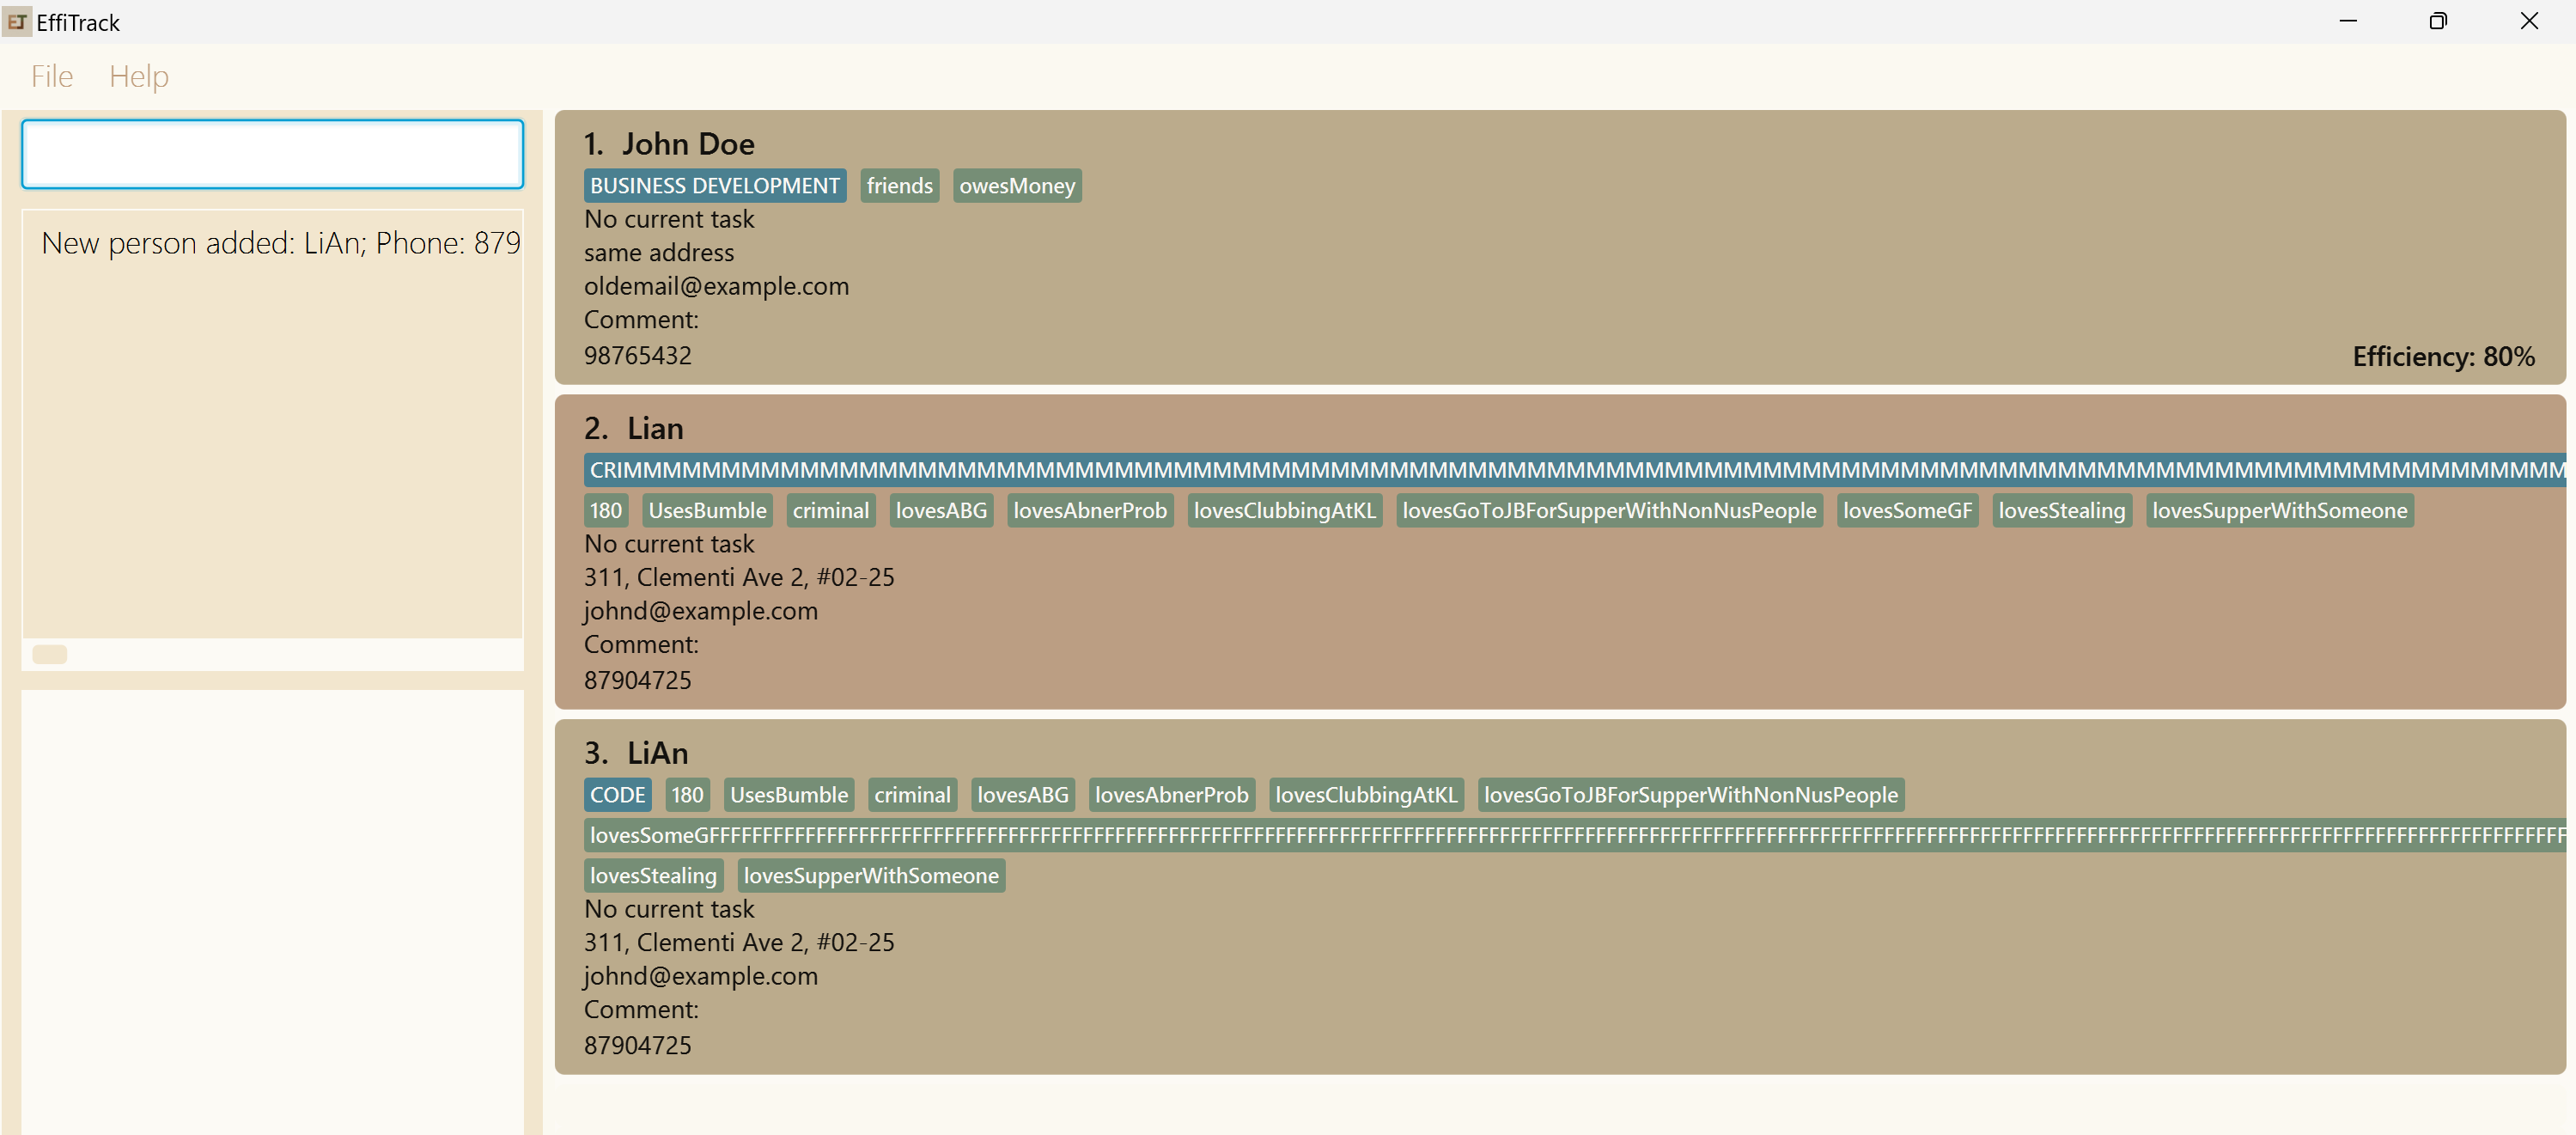 EffiTrack
File Help
New person added: LiAn; Phone: 879
1. John Doe
BUSINESS DEVELOPMENT friends owesMoney
No current task
same address
oldemail@example.com
Comment:
98765432
Efficiency: 80%
2. Lian
180 UsesBumble criminal lovesABG lovesAbnerProb lovesClubbingAtKL lovesGoToJBForSupperWithNonNusPeople lovesSomeGF lovesStealing lovesSupperWithSomeone
No current task
311, Clementi Ave 2, #02-25
johnd@example.com
Comment:
87904725
3. LiAn
CODE 180 UsesBumble criminal lovesABG lovesAbnerProb lovesClubbingAtKL lovesGoToJBForSupperWithNonNusPeople
lovesStealing lovesSupperWithSomeone
No current task
311, Clementi Ave 2, #02-25
johnd@example.com
Comment:
87904725